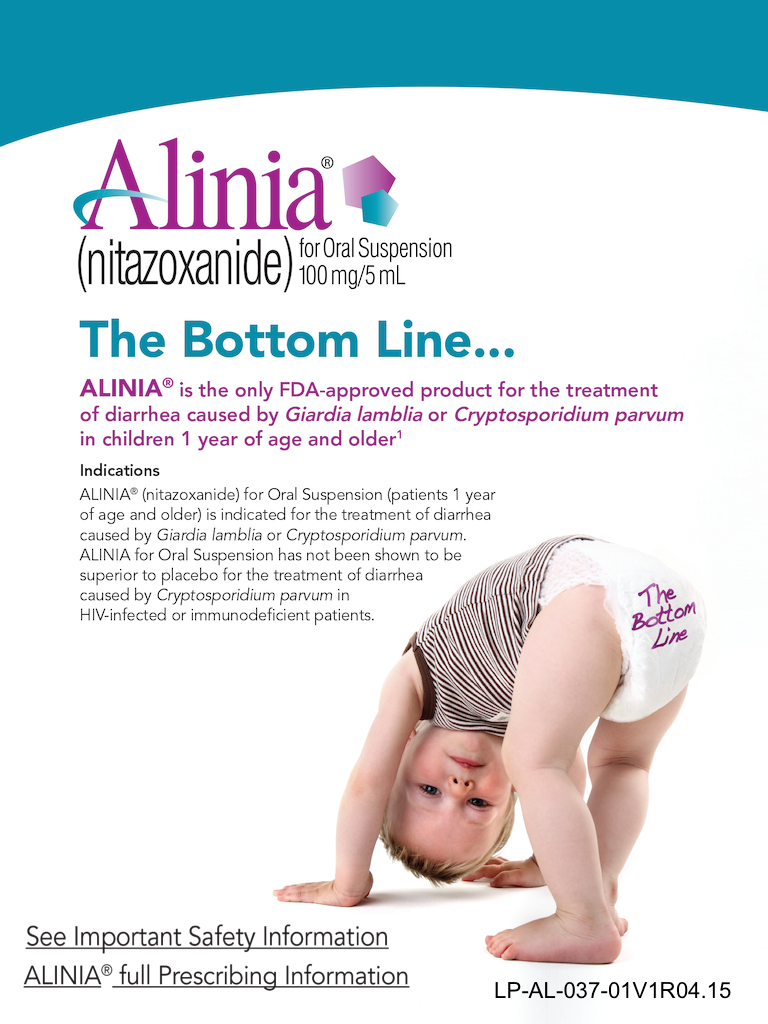 Alinia®
(nitazoxanide) for Oral Suspension
100 mg/5 mL
The Bottom Line...
ALINIA® is the only FDA-approved product for the treatment
of diarrhea caused by Giardia lamblia or Cryptosporidium parvum
in children 1 year of age and older¹
Indications
ALINIA® (nitazoxanide) for Oral Suspension (patients 1 year
of age and older) is indicated for the treatment of diarrhea
caused by Giardia lamblia or Cryptosporidium parvum.
ALINIA for Oral Suspension has not been shown to be
superior to placebo for the treatment of diarrhea
caused by Cryptosporidium parvum in
HIV-infected or immunodeficient patients.
The
Bottom
Line
See Important Safety Information
ALINIA® full Prescribing Information
LP-AL-037-01V1R04.15